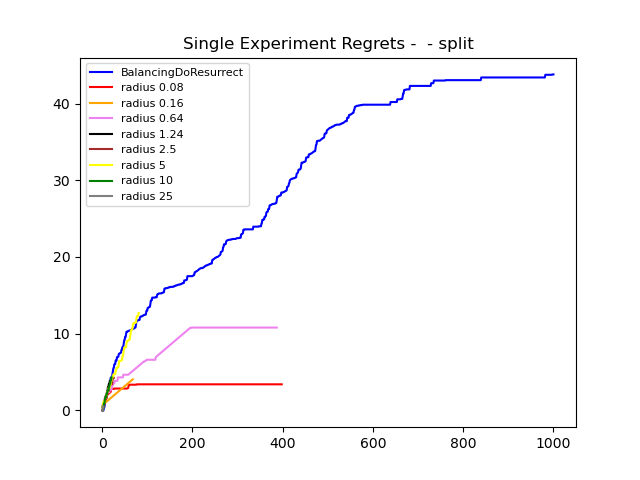 Single Experiment Regrets -  - split
BalancingDoResurrect
radius 0.08
radius 0.16
radius 0.64
radius 1.24
radius 2.5
radius 5
radius 10
radius 25
40
30
20
10
0
0 200 400 600 800 1000